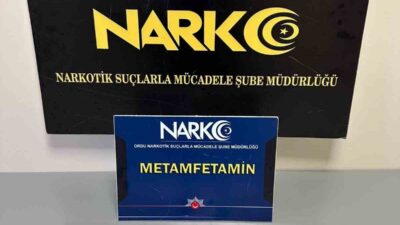 NARKO
NARKOTİK SUÇLARLA MÜCADELE ŞUBE MÜDÜRLÜĞÜ
NARKO
ORDU NARKOTİK SUÇLARLA MÜCADELE ŞUBE MÜDÜRLÜĞÜ
METAMFETAMİN